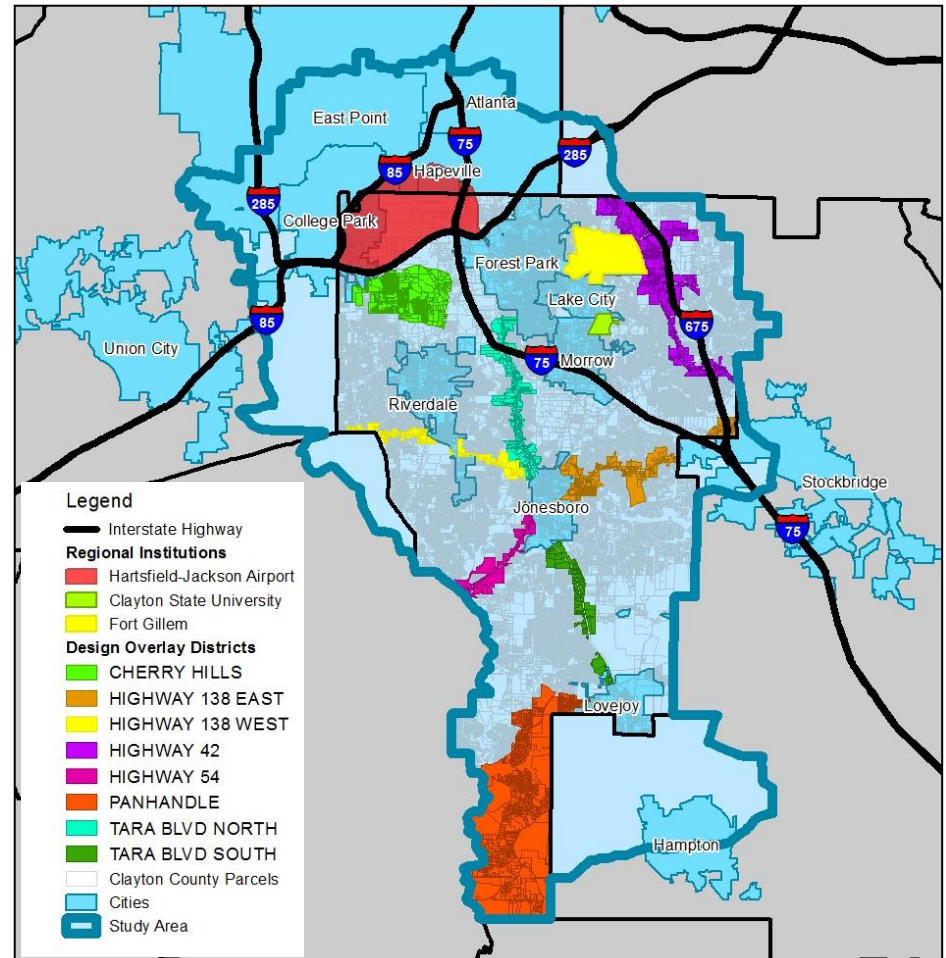 Atlanta
East Point
75
285
85
Hapeville
285
College Park
Forest Park
Lake City
85
675
Union City
75
Morrow
Riverdale
Stockbridge
Jonesboro
75
Lovejoy
Hampton
Legend
Interstate Highway
Regional Institutions
Hartsfield-Jackson Airport
Clayton State University
Fort Gillem
Design Overlay Districts
CHERRY HILLS
HIGHWAY 138 EAST
HIGHWAY 138 WEST
HIGHWAY 42
HIGHWAY 54
PANHANDLE
TARA BLVD NORTH
TARA BLVD SOUTH
Clayton County Parcels
Cities
Study Area